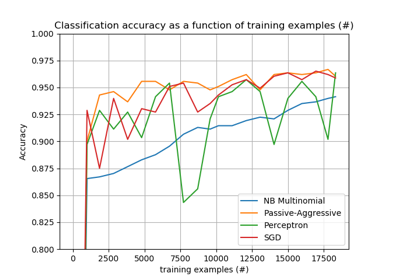 Classification accuracy as a function of training examples (#)
1.000
0.975
0.950
0.925
0.900
0.875
0.850
0.825
0.800
Accuracy
NB Multinomial
Passive-Aggressive
Perceptron
SGD
0 2500 5000 7500 10000 12500 15000 17500
training examples (#)